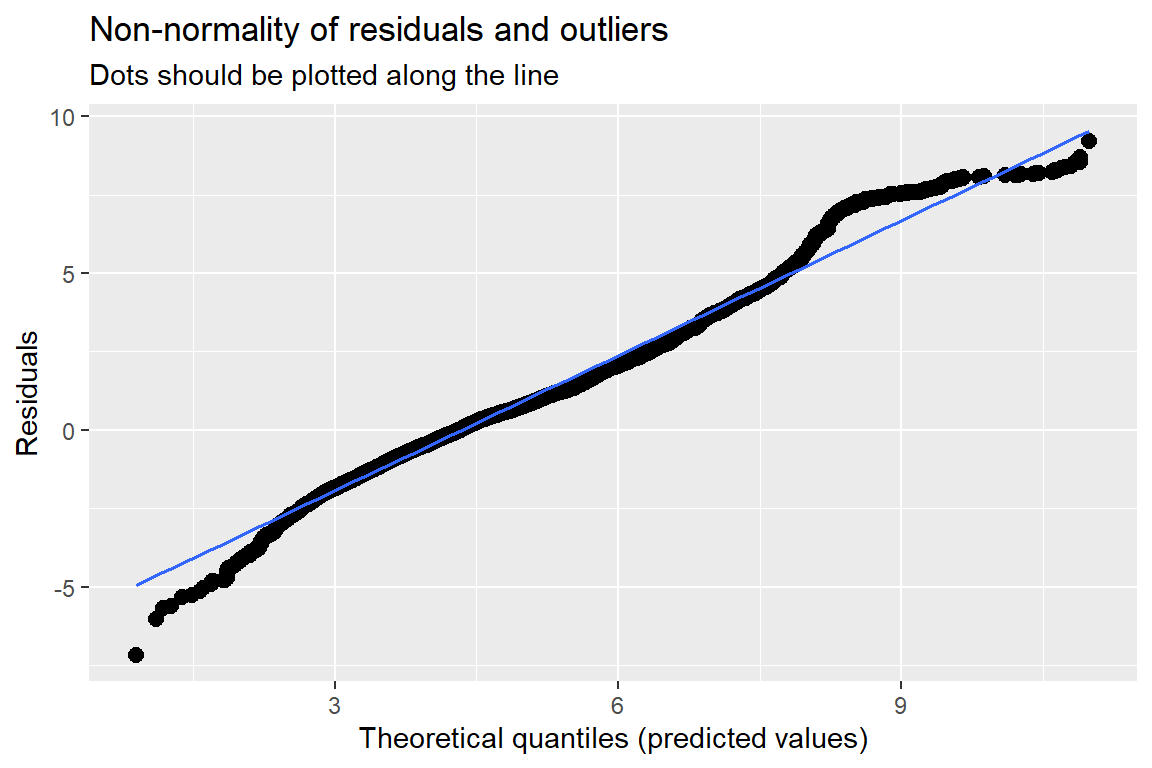 Non-normality of residuals and outliers
Dots should be plotted along the line
10
5
0
-5
Residuals
3
6
9
Theoretical quantiles (predicted values)